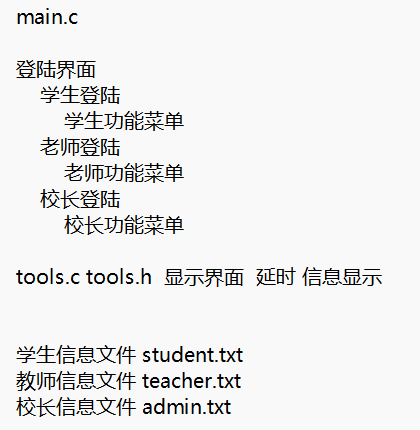 main.c
登陆界面
学生登陆
学生功能菜单
老师登陆
老师功能菜单
校长登陆
校长功能菜单
tools.c tools.h 显示界面 延时 信息显示
学生信息文件 student.txt
教师信息文件 teacher.txt
校长信息文件 admin.txt